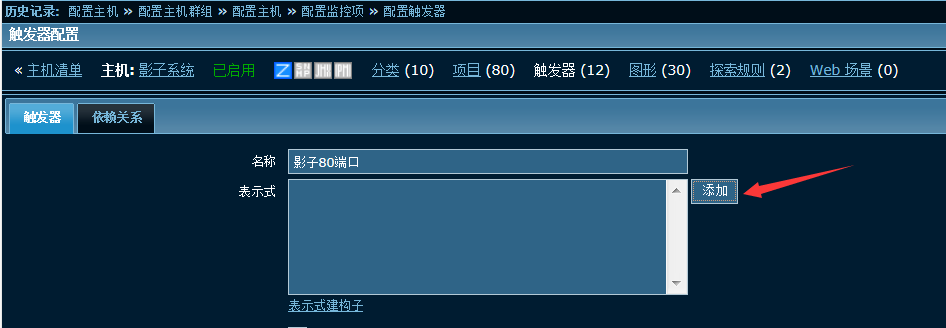 历史记录: 配置主机 » 配置主机群组 » 配置主机 » 配置监控项 » 配置触发器
触发器配置
« 主机清单 主机: 影子系统 已启用 Z SNMP JMX IPMI 分类 (10) 项目 (80) 触发器 (12) 图形 (30) 探索规则 (2) Web 场景 (0)
触发器 依赖关系
名称 影子80端口
表示式 添加
表示式建构子